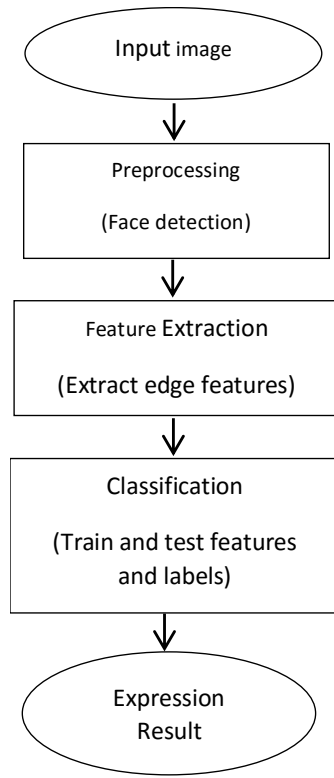 Input image
Preprocessing
(Face detection)
Feature Extraction
(Extract edge features)
Classification
(Train and test features
and labels)
Expression
Result